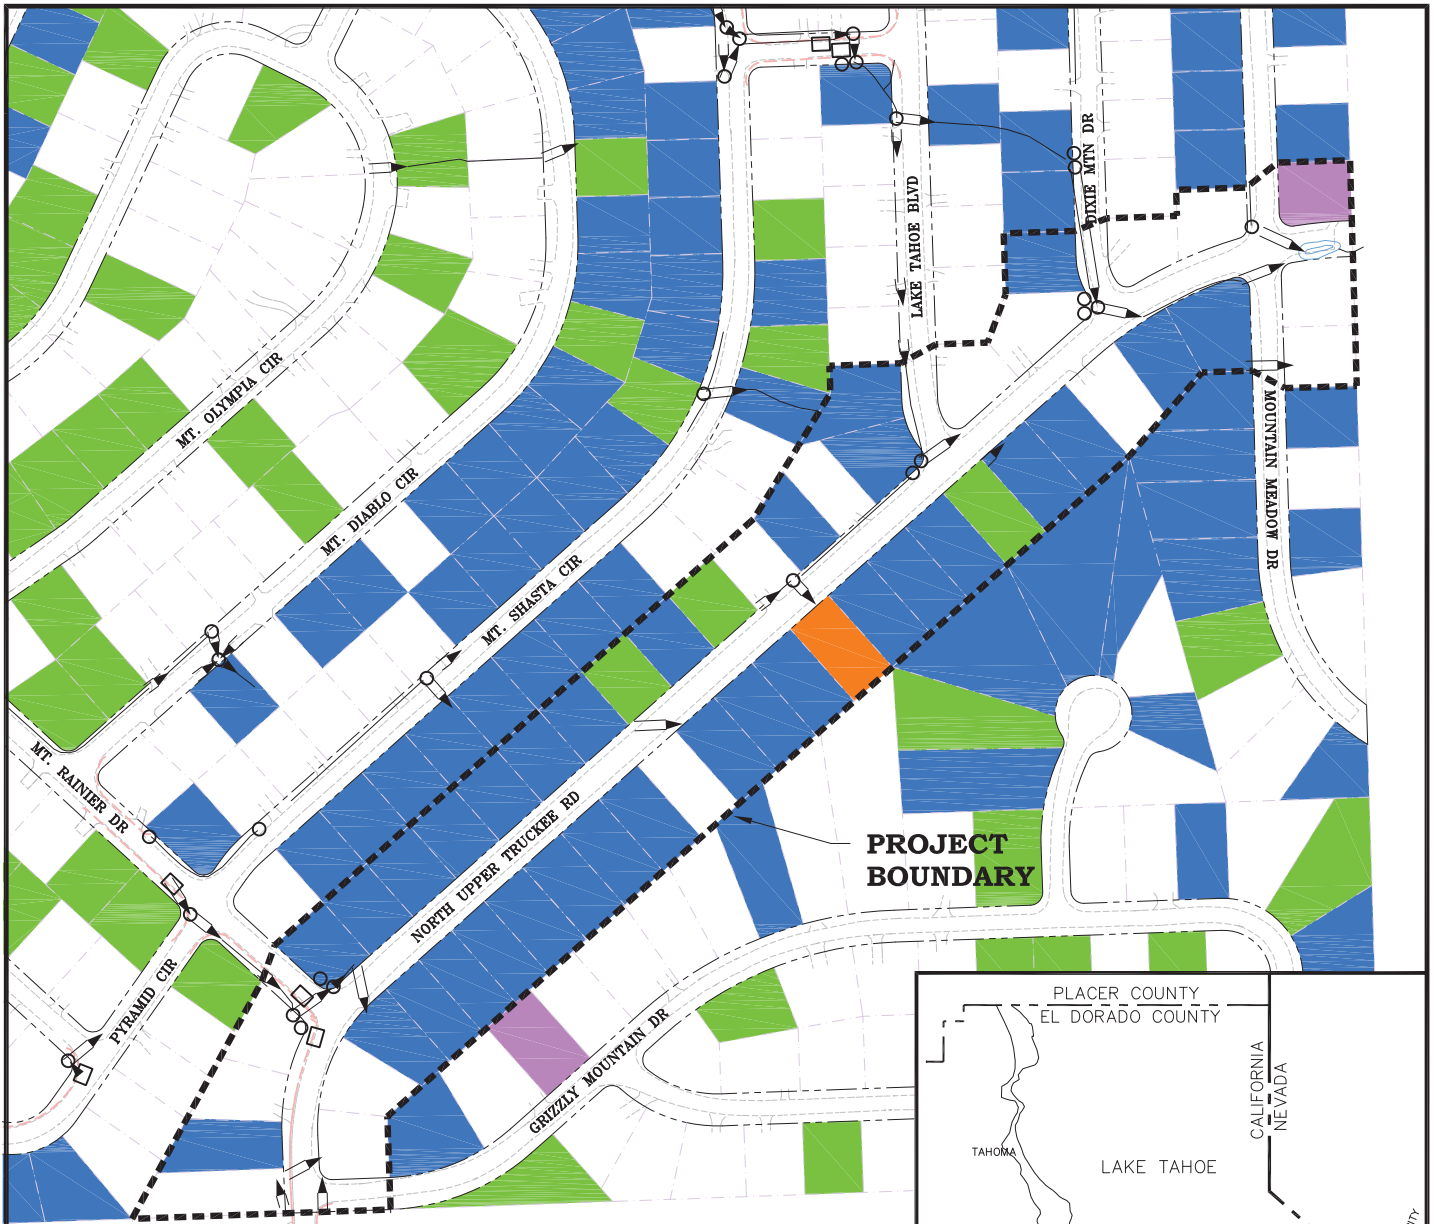 DIXIE MTN DR
LAKE TAHOE BLVD
MT. OLYMPIA CIR
MOUNTAIN MEADOW DR
MT. DIABLO CIR
MT. SHASTA CIR
MT. RAINIER DR
NORTH UPPER TRUCKEE RD
PROJECT
BOUNDARY
PYRAMID CIR
GRIZZLY MOUNTAIN DR
PLACER COUNTY
EL DORADO COUNTY
CALIFORNIA
NEVADA
TAHOMA
LAKE TAHOE